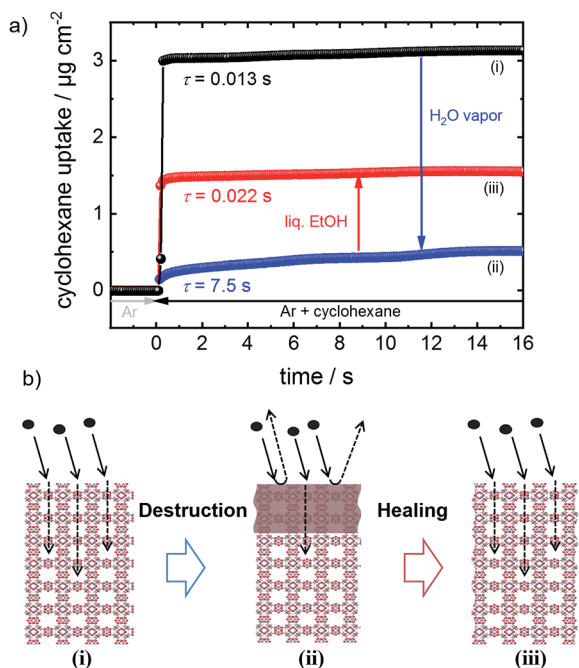 a)
cyclohexane uptake / µg cm⁻²
3
2
1
0
τ = 0.013 s
(i)
H₂O vapor
τ = 0.022 s
(iii)
liq. EtOH
τ = 7.5 s
(ii)
Ar
Ar + cyclohexane
0 2 4 6 8 10 12 14 16
time / s
b)
Destruction
Healing
(i)
(ii)
(iii)